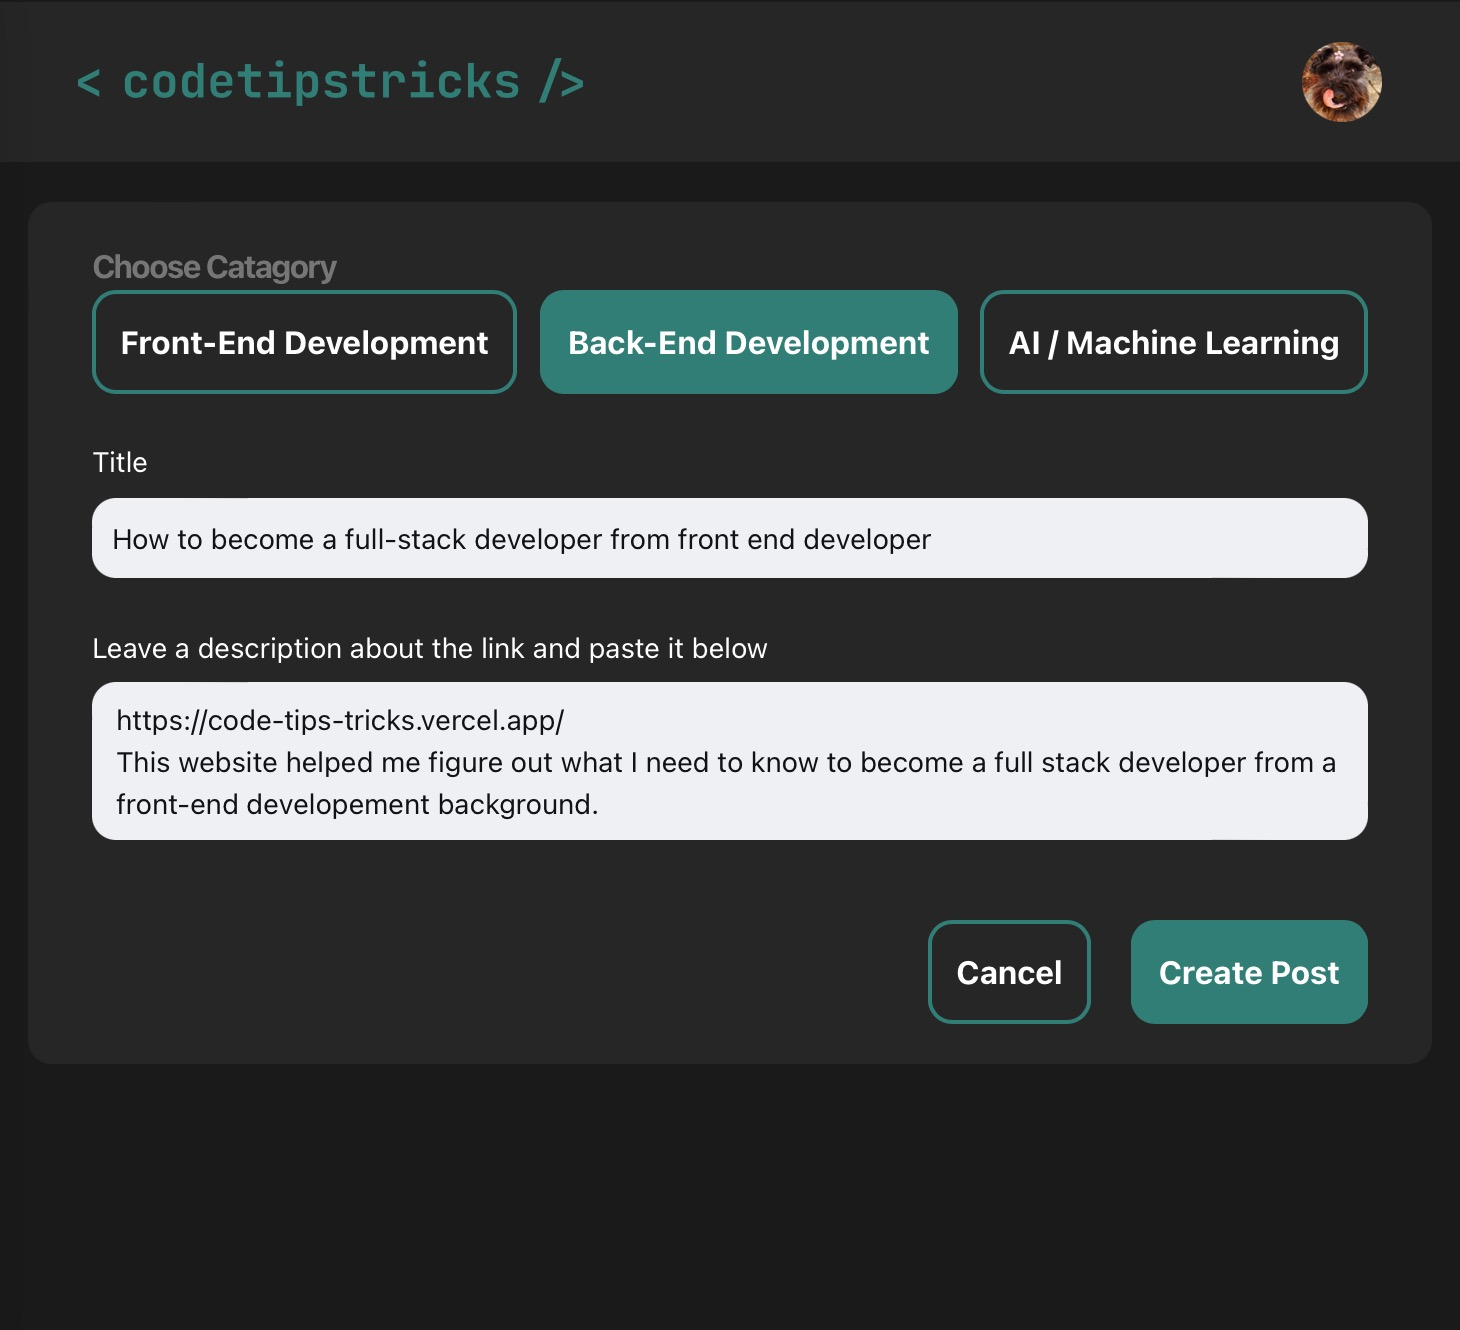 < codetipstricks />
Choose Catagory
Front-End Development
Back-End Development
AI / Machine Learning
Title
How to become a full-stack developer from front end developer
Leave a description about the link and paste it below
https://code-tips-tricks.vercel.app/
This website helped me figure out what I need to know to become a full stack developer from a
front-end developement background.
Cancel
Create Post